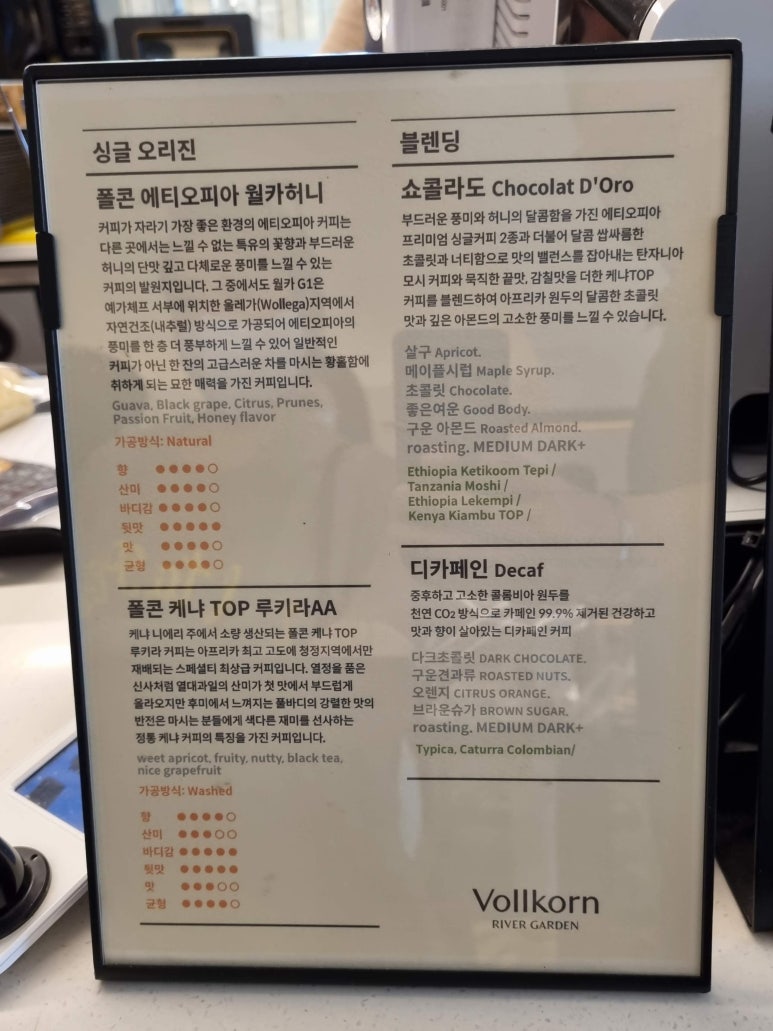 싱글 오리진
폴콘 에티오피아 월카허니
커피가 자라기 가장 좋은 환경의 에티오피아 커피는
다른 곳에서는 느낄 수 없는 특유의 꽃향과 부드러운
허니의 단맛 깊고 다채로운 풍미를 느낄 수 있는
커피의 발원지입니다. 그 중에서도 월카 G1은
예가체프 서부에 위치한 올레가(Wollega)지역에서
자연건조(내추럴) 방식으로 가공되어 에티오피아의
풍미를 한 층 더 풍부하게 느낄 수 있어 일반적인
커피가 아닌 한 잔의 고급스러운 차를 마시는 황홀함에
취하게 되는 묘한 매력을 가진 커피입니다.
Guava, Black grape, Citrus, Prunes,
Passion Fruit, Honey flavor
가공방식: Natural
향 ●●●●○
산미 ●●●●○
바디감 ●●●●○
뒷맛 ●●●●●
맛 ●●●●○
균형 ●●●●○
폴콘 케냐 TOP 루키라AA
케냐 니에리 주에서 소량 생산되는 폴콘 케냐 TOP
루키라 커피는 아프리카 최고 고도에 청정지역에서만
재배되는 스페셜티 최상급 커피입니다. 열정을 품은
신사처럼 열대과일의 산미가 첫 맛에서 부드럽게
올라오지만 후미에서 느껴지는 풀바디의 강렬한 맛의
반전은 마시는 분들에게 색다른 재미를 선사하는
정통 케냐 커피의 특징을 가진 커피입니다.
weet apricot, fruity, nutty, black tea,
nice grapefruit
가공방식: Washed
향 ●●●●○
산미 ●●●○○
바디감 ●●●●●
뒷맛 ●●●●●
맛 ●●●○○
균형 ●●●●○
블렌딩
쇼콜라도 Chocolat D'Oro
부드러운 풍미와 허니의 달콤함을 가진 에티오피아
프리미엄 싱글커피 2종과 더불어 달콤 쌉싸름한
초콜릿과 너티함으로 맛의 밸런스를 잡아내는 탄자니아
모시 커피와 묵직한 끝맛, 감칠맛을 더한 케냐TOP
커피를 블렌드하여 아프리카 원두의 달콤한 초콜릿
맛과 깊은 아몬드의 고소한 풍미를 느낄 수 있습니다.
살구 Apricot.
메이플시럽 Maple Syrup.
초콜릿 Chocolate.
좋은여운 Good Body.
구운 아몬드 Roasted Almond.
roasting. MEDIUM DARK+
Ethiopia Ketikoom Tepi /
Tanzania Moshi /
Ethiopia Lekempi /
Kenya Kiambu TOP /
디카페인 Decaf
중후하고 고소한 콜롬비아 원두를
천연 CO₂ 방식으로 카페인 99.9% 제거된 건강하고
맛과 향이 살아있는 디카페인 커피
다크초콜릿 DARK CHOCOLATE.
구운견과류 ROASTED NUTS.
오렌지 CITRUS ORANGE.
브라운슈가 BROWN SUGAR.
roasting. MEDIUM DARK+
Typica, Caturra Colombian/
Vollkorn
RIVER GARDEN